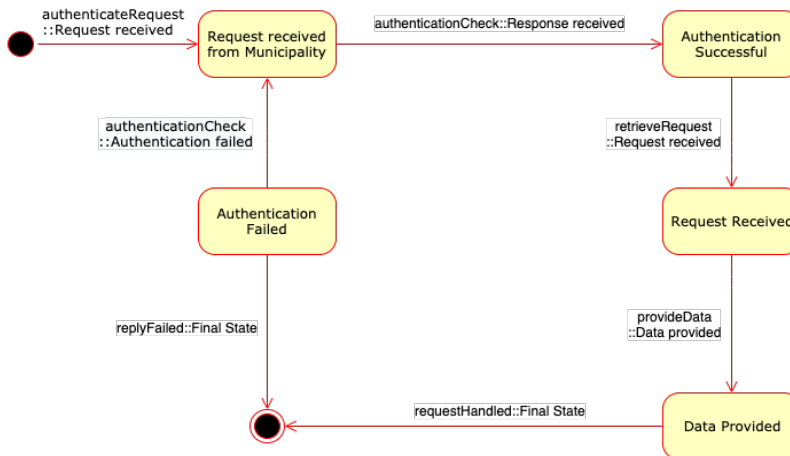 authenticateRequest
::Request received
Request received
from Municipality
authenticationCheck::Response received
Authentication
Successful
authenticationCheck
::Authentication failed
retrieveRequest
::Request received
Authentication
Failed
Request Received
replyFailed::Final State
provideData
::Data provided
requestHandled::Final State
Data Provided